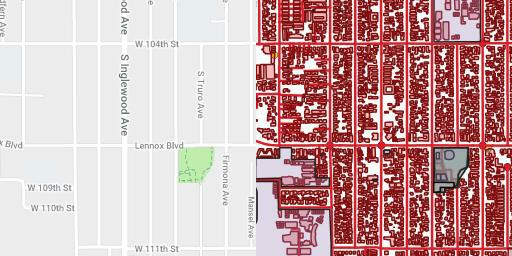 dfern Ave
ood Ave
W. 104th St
S Inglewood Ave
S Truro Ave
x Blvd
Lennox Blvd
Firmona Ave
W 109th St
W 110th St
Mansel Ave
W 111th St